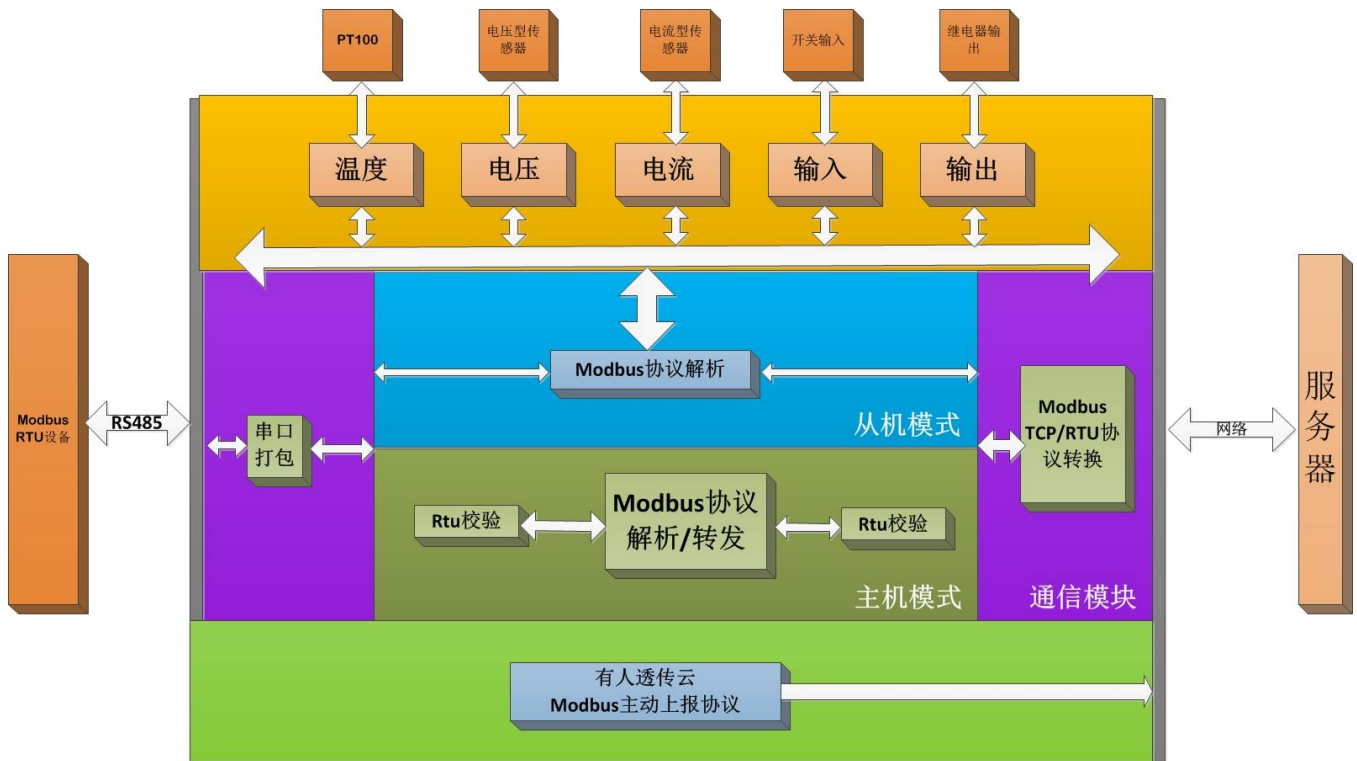 PT100
电压型传
感器
电流型传
感器
开关输入
继电器输
出
温度
电压
电流
输入
输出
Modbus
RTU设备
RS485
串口
打包
Modbus协议解析
从机模式
Modbus
TCP/RTU协
议转换
网络
服
务
器
Rtu校验
Modbus协议
解析/转发
Rtu校验
主机模式
通信模块
有人透传云
Modbus主动上报协议